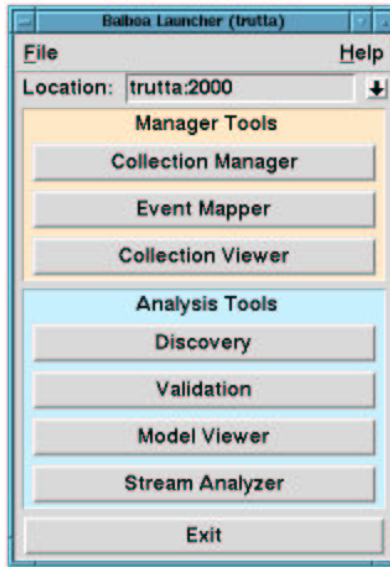 Balboa Launcher (trutta)
File Help
Location: trutta:2000
Manager Tools
Collection Manager
Event Mapper
Collection Viewer
Analysis Tools
Discovery
Validation
Model Viewer
Stream Analyzer
Exit